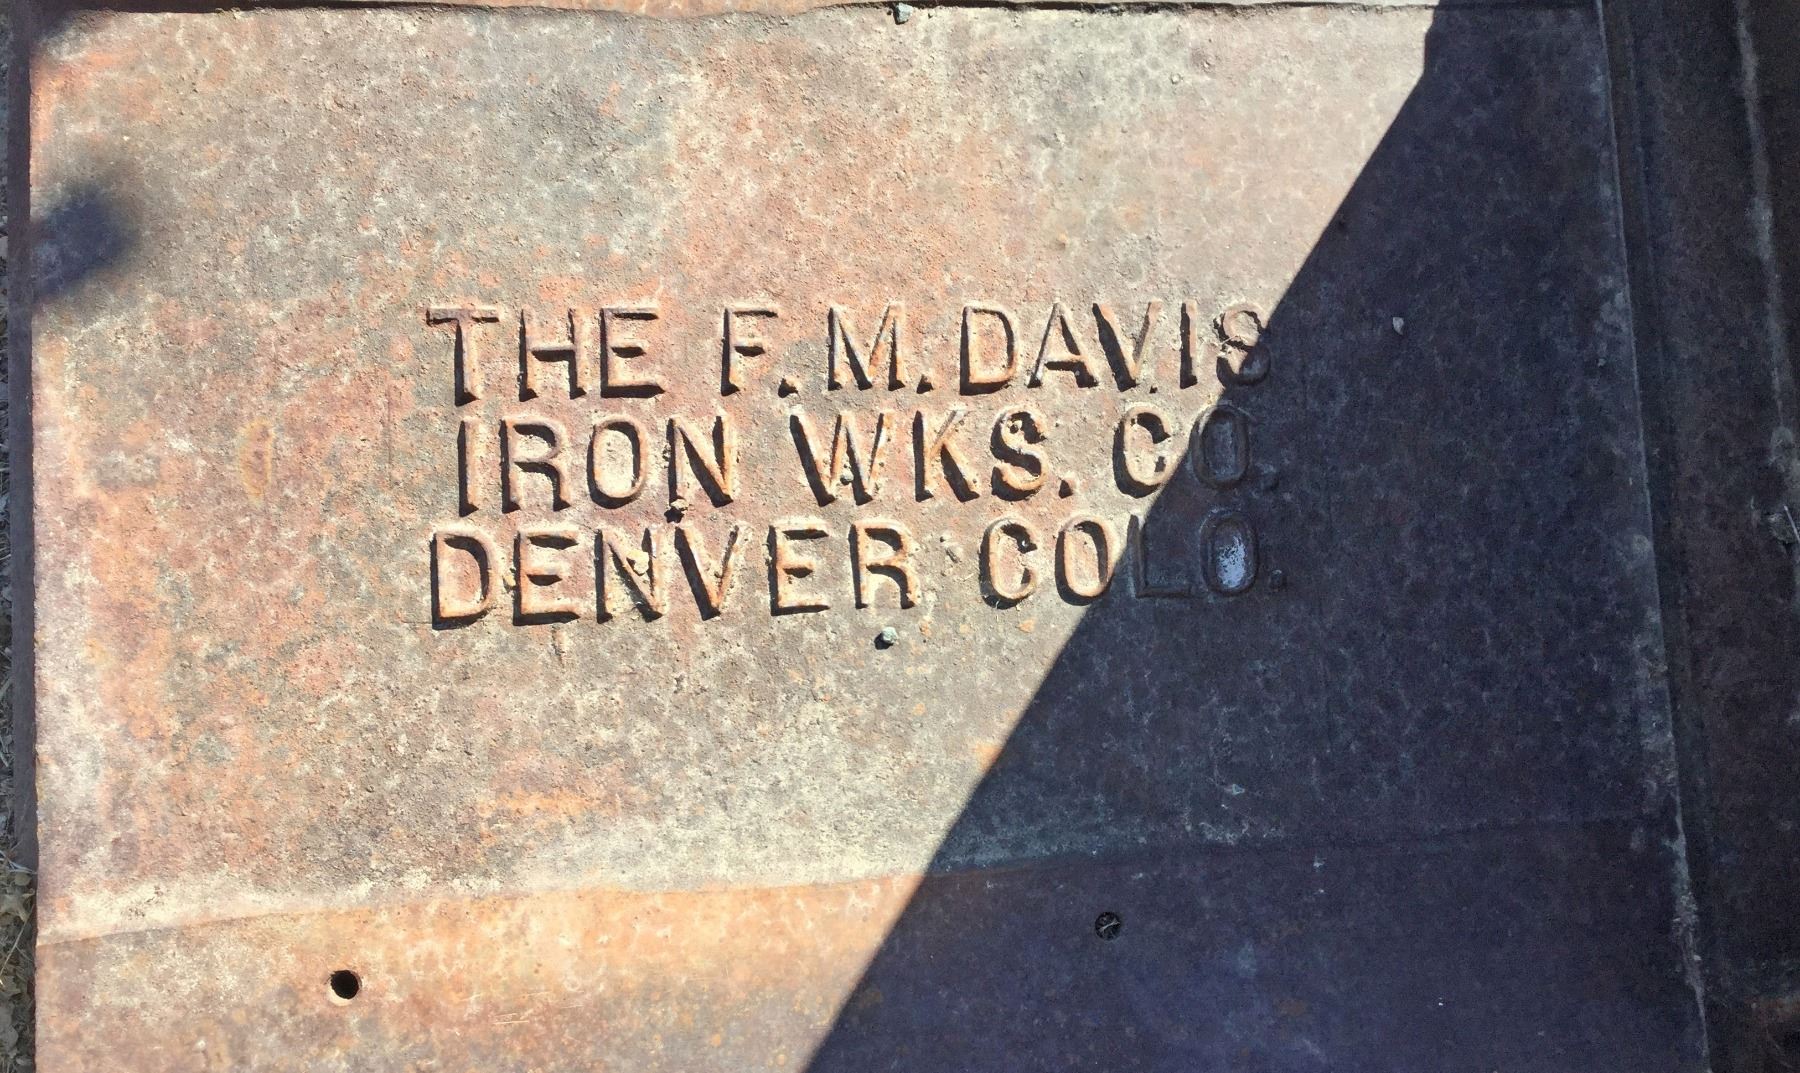 THE F.M.DAVIS
IRON WKS. CO.
DENVER COLO.